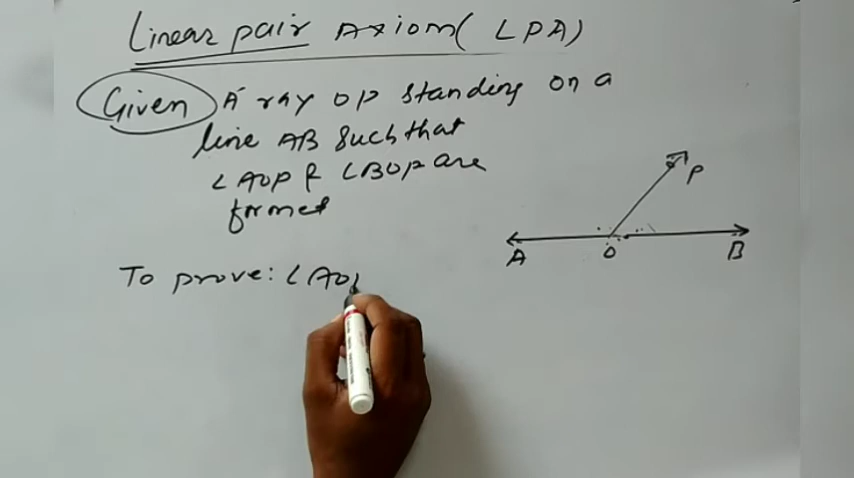 Linear pair Axiom( LPA)
Given A ray OP standing on a
line AB such that
∠AOP & ∠BOP are
formed
P
A O B
To prove: ∠AO